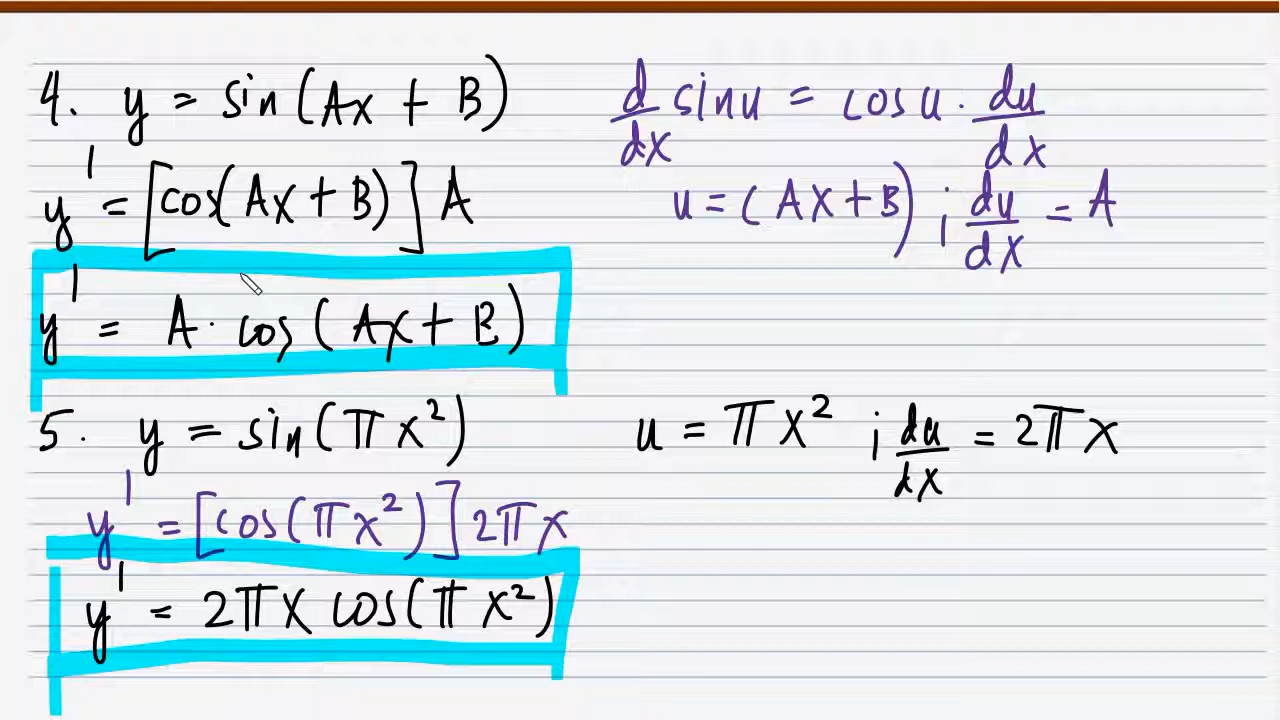 4. y = sin(Ax + B)
d/dx sin u = cos u · du/dx
y' = [cos(Ax + B)] A
u = (Ax + B) ; du/dx = A
y' = A · cos(Ax + B)
5. y = sin(πx²)
u = πx² ; du/dx = 2πx
y' = [cos(πx²)] 2πx
y' = 2πx cos(πx²)